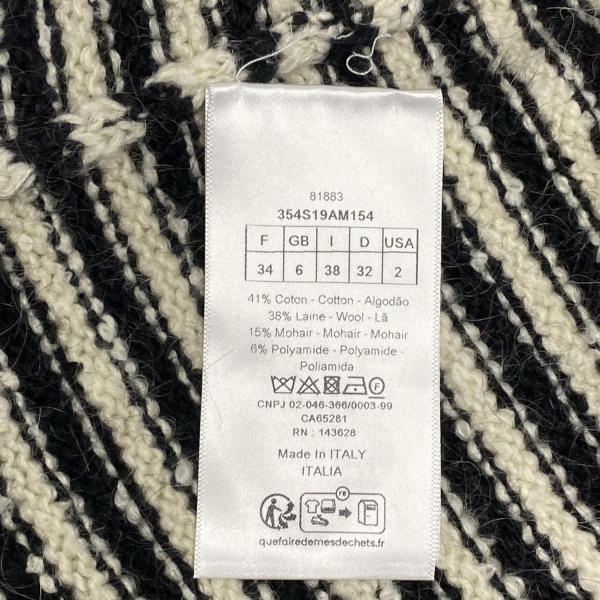 81883
354S19AM154
F GB I D USA
34 6 38 32 2
41% Coton - Cotton - Algodão
38% Laine - Wool - Lã
15% Mohair - Mohair - Mohair
6% Polyamide - Polyamide -
Poliamida
F
CNPJ 02-046-366/0003-99
CA65281
RN : 143628
Made In ITALY
ITALIA
FR
quefairedemesdechets.fr